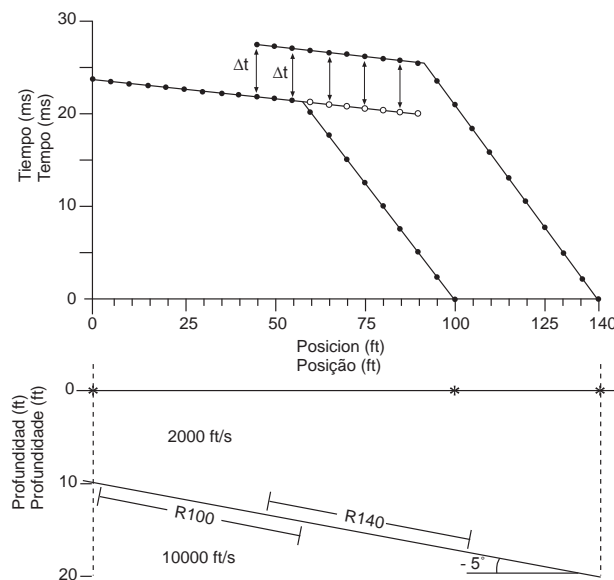 30
20
10
0
Tiempo (ms)
Tempo (ms)
Δt
Δt
0
25
50
75
100
125
140
Posicion (ft)
Posição (ft)
Profundidad (ft)
Profundidade (ft)
0
10
20
2000 ft/s
R100
R140
10000 ft/s
- 5°